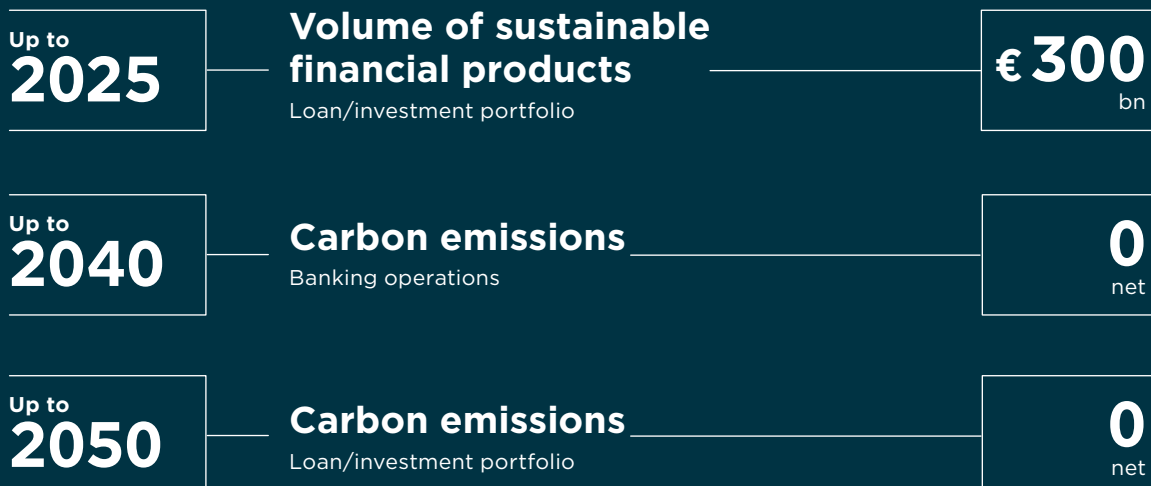 Up to
2025
Volume of sustainable
financial products
Loan/investment portfolio
€ 300
bn
Up to
2040
Carbon emissions
Banking operations
0
net
Up to
2050
Carbon emissions
Loan/investment portfolio
0
net